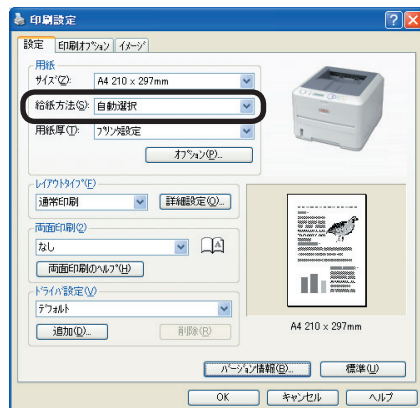 印刷設定
設定 印刷ｵﾌﾟｼｮﾝ ｲﾒｰｼﾞ
用紙
ｻｲｽﾞ(Z): A4 210 x 297mm
給紙方法(S): 自動選択
用紙厚(T): ﾌﾟﾘﾝﾀ設定
ｵﾌﾟｼｮﾝ(P)...
ﾚｲｱｳﾄﾀｲﾌﾟ(F)
通常印刷 詳細設定(O)...
両面印刷(2)
なし
両面印刷のﾍﾙﾌﾟ(H)
ﾄﾞﾗｲﾊﾞ設定(V)
ﾃﾞﾌｫﾙﾄ
追加(D)... 削除(R)
A4 210 x 297mm
ﾊﾞｰｼﾞｮﾝ情報(B)... 標準(U)
OK ｷｬﾝｾﾙ ﾍﾙﾌﾟ